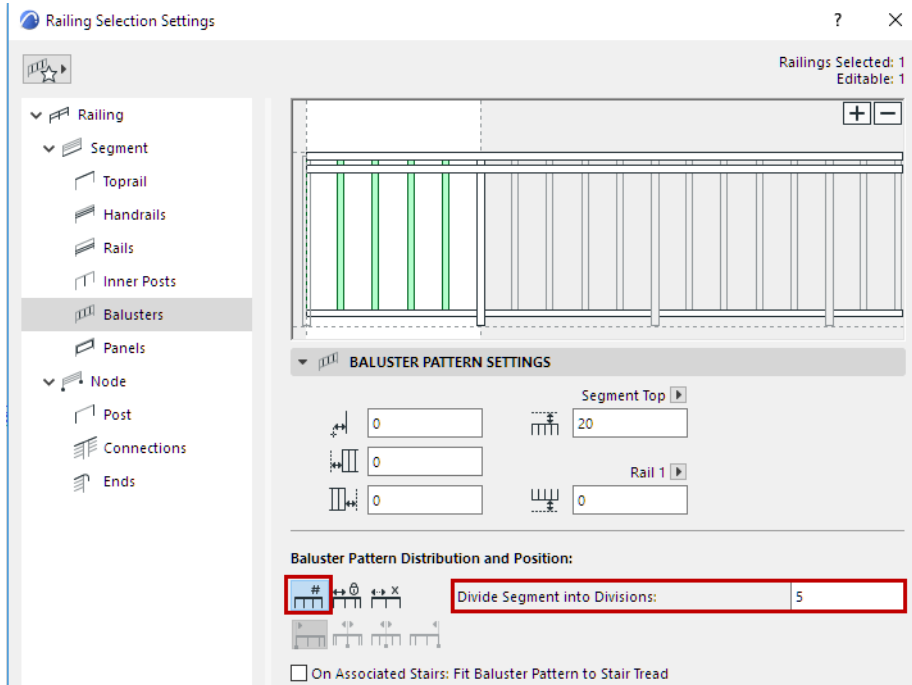 Railing Selection Settings
?
Railings Selected: 1
Editable: 1
Railing
Segment
Toprail
Handrails
Rails
Inner Posts
Balusters
Panels
Node
Post
Connections
Ends
BALUSTER PATTERN SETTINGS
Segment Top
0
20
0
Rail 1
0
0
Baluster Pattern Distribution and Position:
#
x
Divide Segment into Divisions: 5
On Associated Stairs: Fit Baluster Pattern to Stair Tread